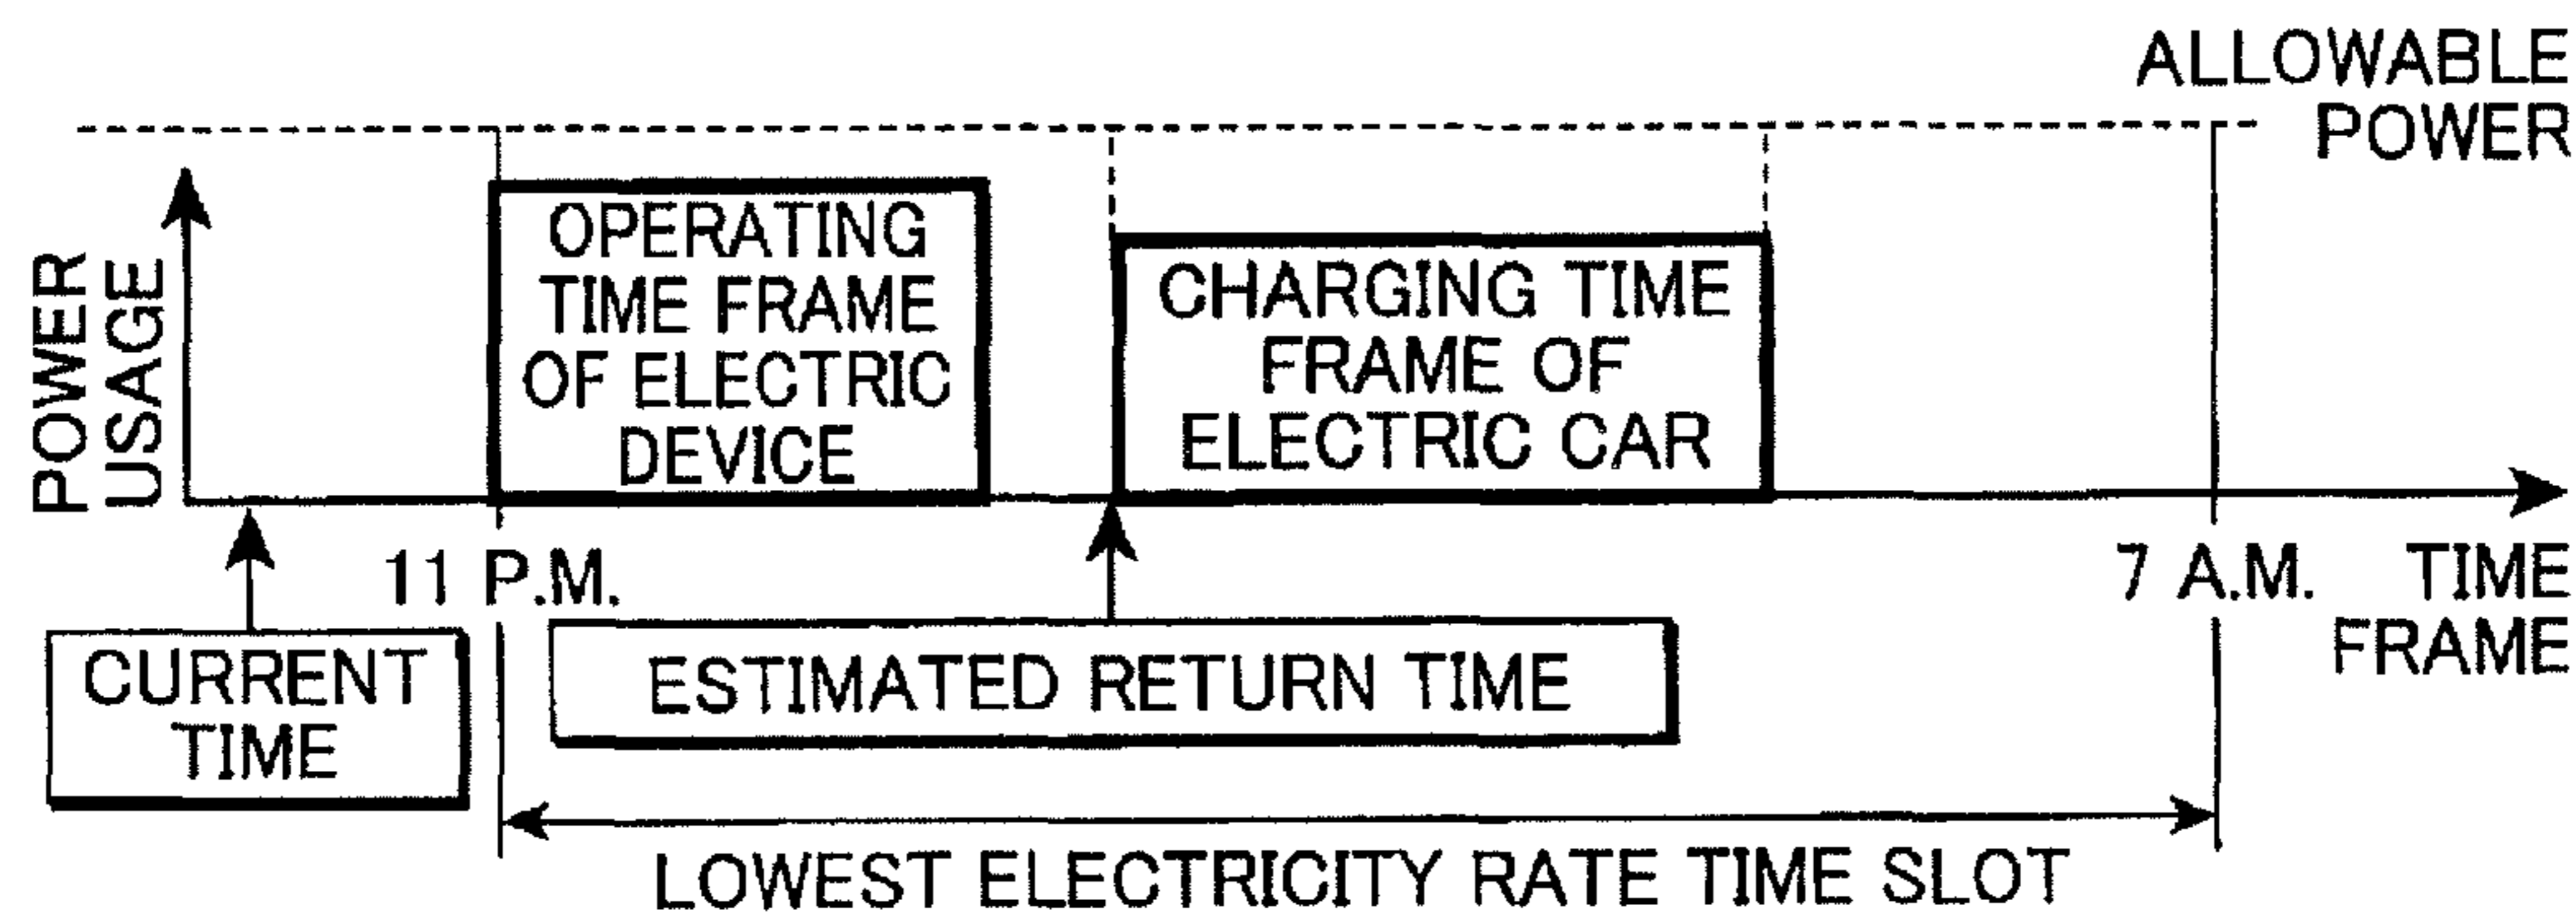 ALLOWABLE
POWER
POWER
USAGE
OPERATING
TIME FRAME
OF ELECTRIC
DEVICE
CHARGING TIME
FRAME OF
ELECTRIC CAR
11 P.M.
7 A.M.
TIME
FRAME
CURRENT
TIME
ESTIMATED RETURN TIME
LOWEST ELECTRICITY RATE TIME SLOT